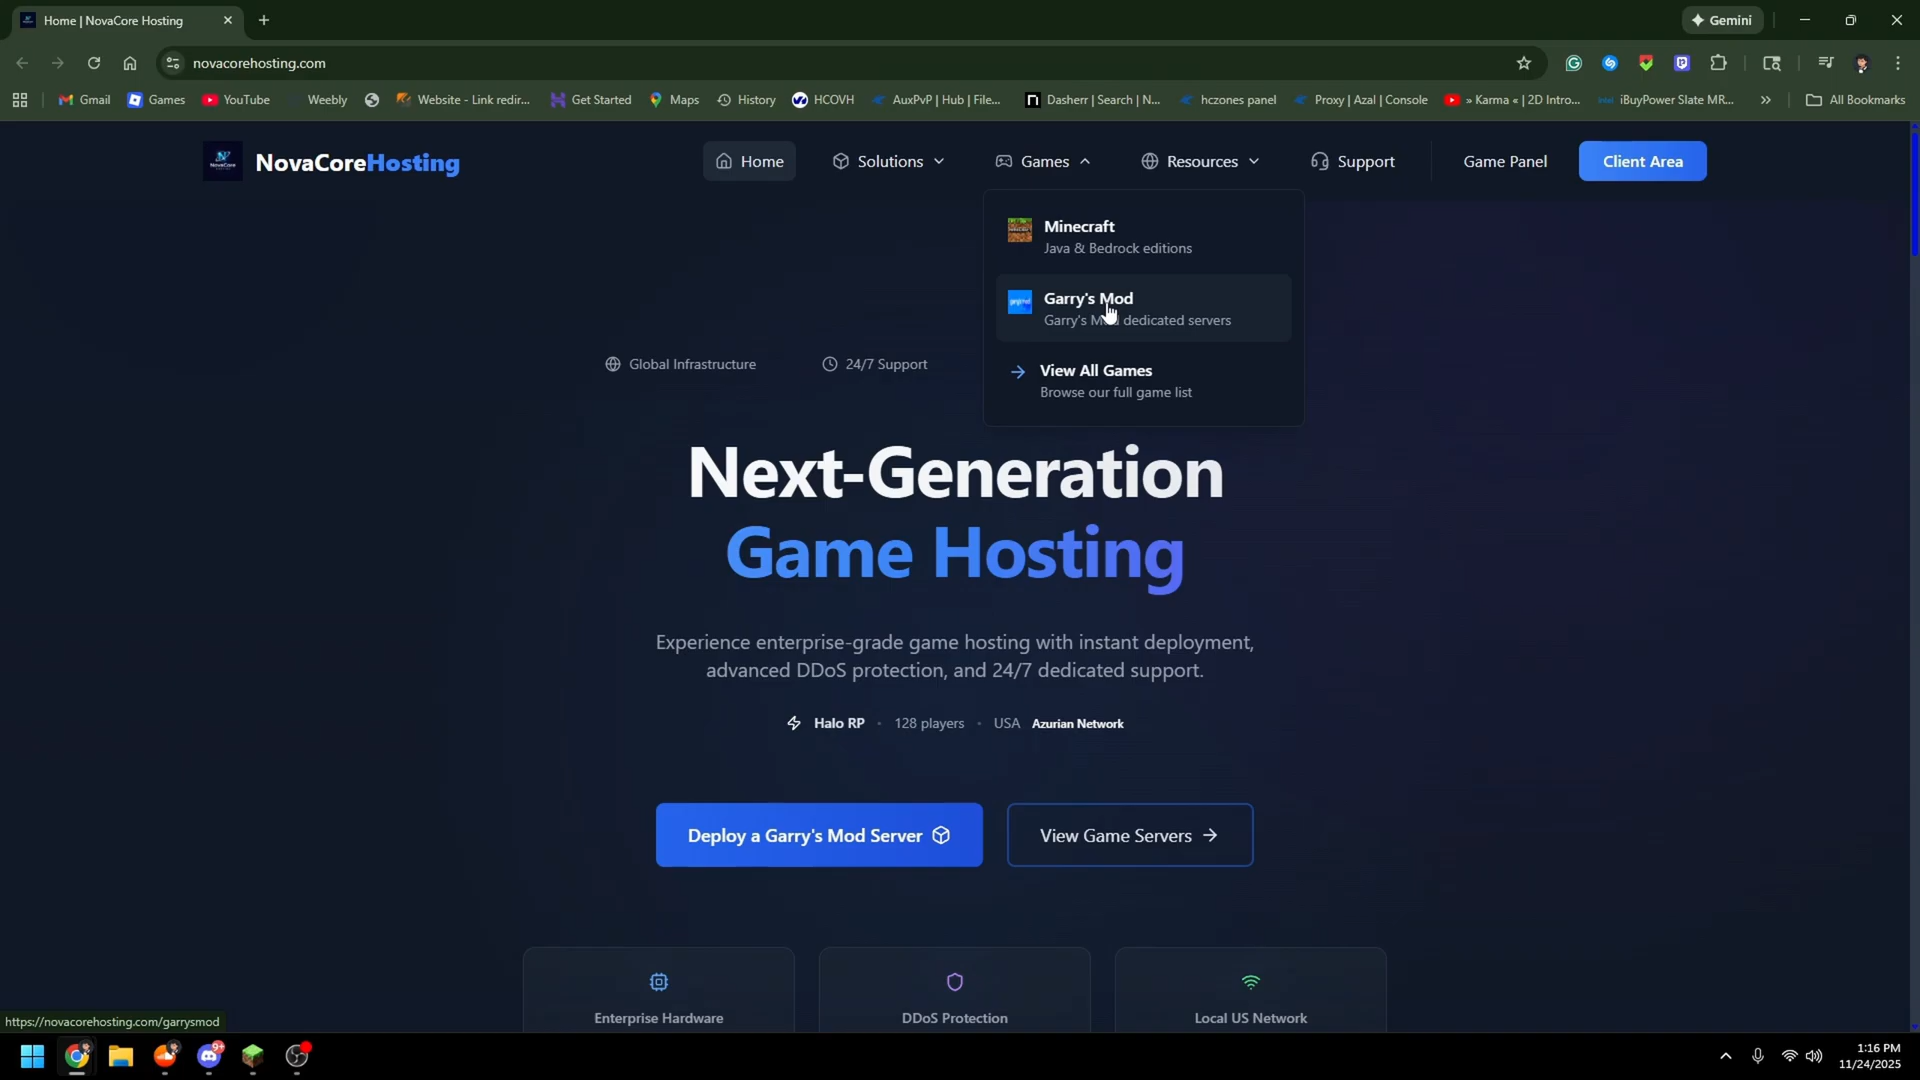 Home | NovaCore Hosting
Gemini
novacorehosting.com
Gmail
Games
YouTube
Weebly
Website - Link redir...
Get Started
Maps
History
HCOVH
AuxPvP | Hub | File...
Dasherr | Search | N...
hczones panel
Proxy | Azal | Console
» Karma « | 2D Intro...
iBuyPower Slate MR...
»
All Bookmarks
NovaCoreHosting
Home
Solutions
Games
Resources
Support
Game Panel
Client Area
Minecraft
Java & Bedrock editions
Garry's Mod
Garry's Mod dedicated servers
View All Games
Browse our full game list
Global Infrastructure
24/7 Support
Next-Generation
Game Hosting
Experience enterprise-grade game hosting with instant deployment,
advanced DDoS protection, and 24/7 dedicated support.
Halo RP • 128 players • USA Azurian Network
Deploy a Garry's Mod Server
View Game Servers
Enterprise Hardware
DDoS Protection
Local US Network
https://novacorehosting.com/garrysmod
9+
1:16 PM
11/24/2025